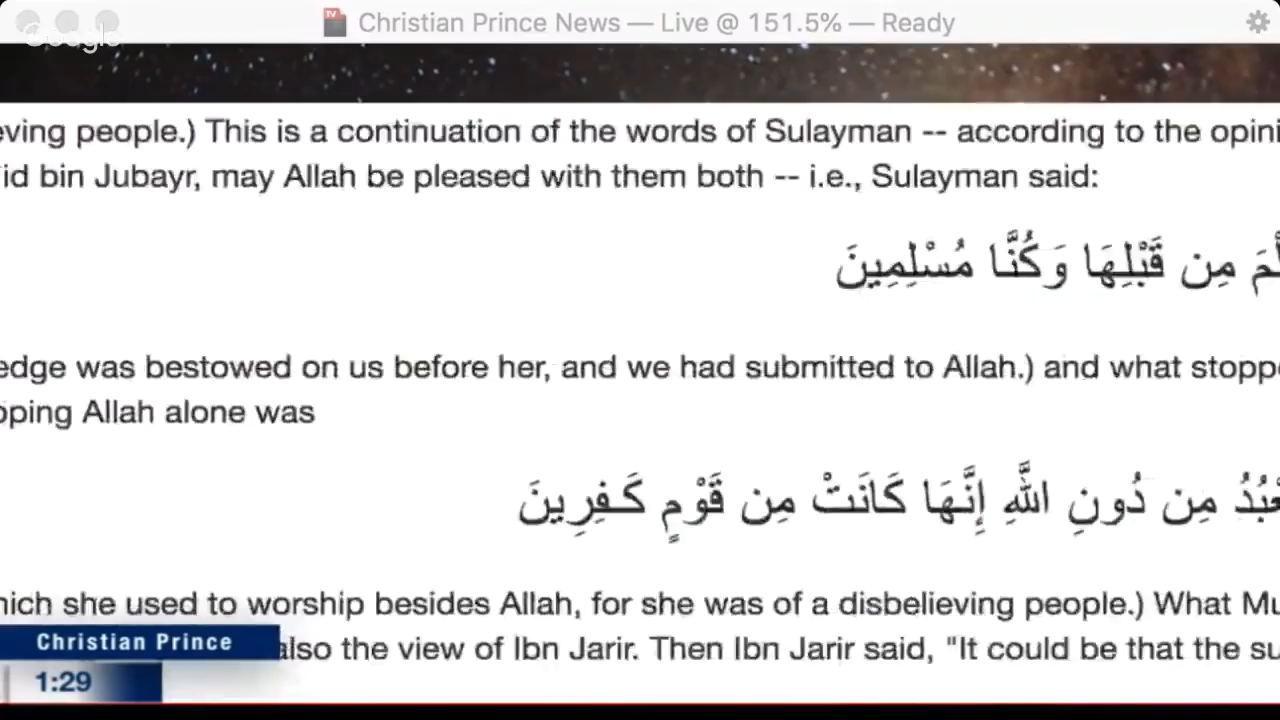 Christian Prince News — Live @ 151.5% — Ready
Google
eving people.) This is a continuation of the words of Sulayman -- according to the opini
'id bin Jubayr, may Allah be pleased with them both -- i.e., Sulayman said:
مِن قَبْلِهَا وَكُنَّا مُسْلِمِينَ
edge was bestowed on us before her, and we had submitted to Allah.) and what stopp
pping Allah alone was
مِن دُونِ اللَّهِ إِنَّهَا كَانَتْ مِن قَوْمٍ كَـفِرِينَ
hich she used to worship besides Allah, for she was of a disbelieving people.) What Mu
also the view of Ibn Jarir. Then Ibn Jarir said, "It could be that the su
Christian Prince
1:29